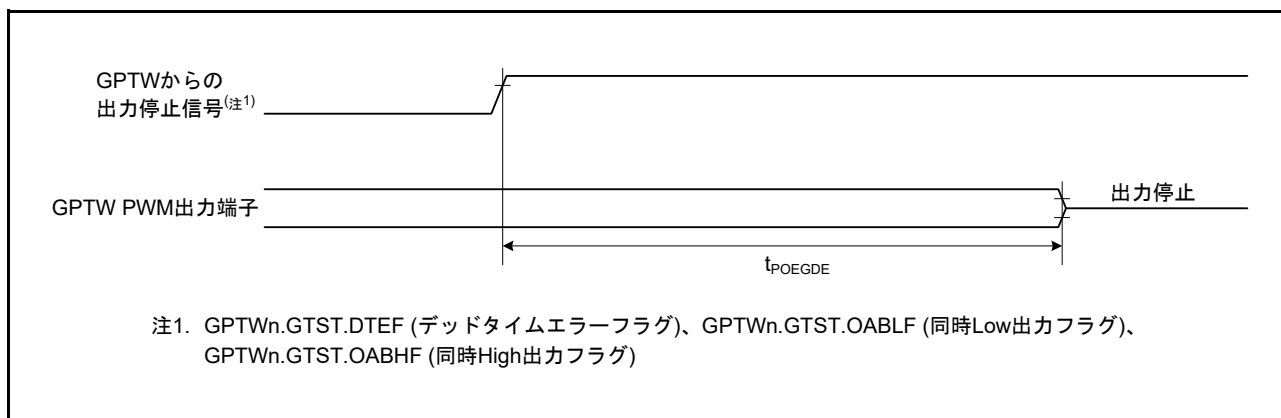 GPTWからの
出力停止信号(注1)
GPTW PWM出力端子
出力停止
tPOEGDE
注1. GPTWn.GTST.DTEF (デッドタイムエラーフラグ)、GPTWn.GTST.OABLF (同時Low出力フラグ)、
GPTWn.GTST.OABHF (同時High出力フラグ)